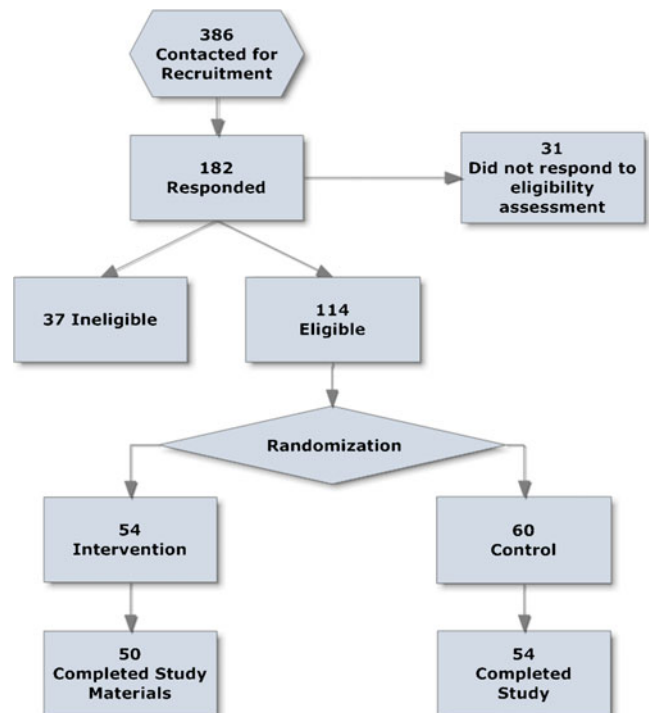 386
Contacted for
Recruitment
182
Responded
31
Did not respond to
eligibility
assessment
37 Ineligible
114
Eligible
Randomization
54
Intervention
60
Control
50
Completed Study
Materials
54
Completed
Study